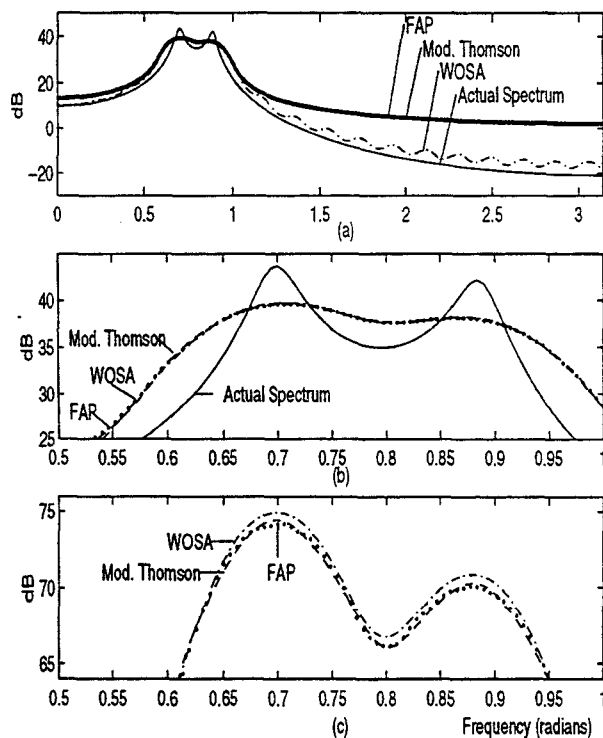 FAP
Mod. Thomson
WOSA
Actual Spectrum
dB
40
20
0
-20
0 0.5 1 1.5 2 2.5 3
(a)
dB
40
35
30
25
Mod. Thomson
WOSA
FAP
Actual Spectrum
0.5 0.55 0.6 0.65 0.7 0.75 0.8 0.85 0.9 0.95 1
(b)
dB
75
70
65
WOSA
Mod. Thomson
FAP
0.5 0.55 0.6 0.65 0.7 0.75 0.8 0.85 0.9 0.95 1
(c) Frequency (radians)